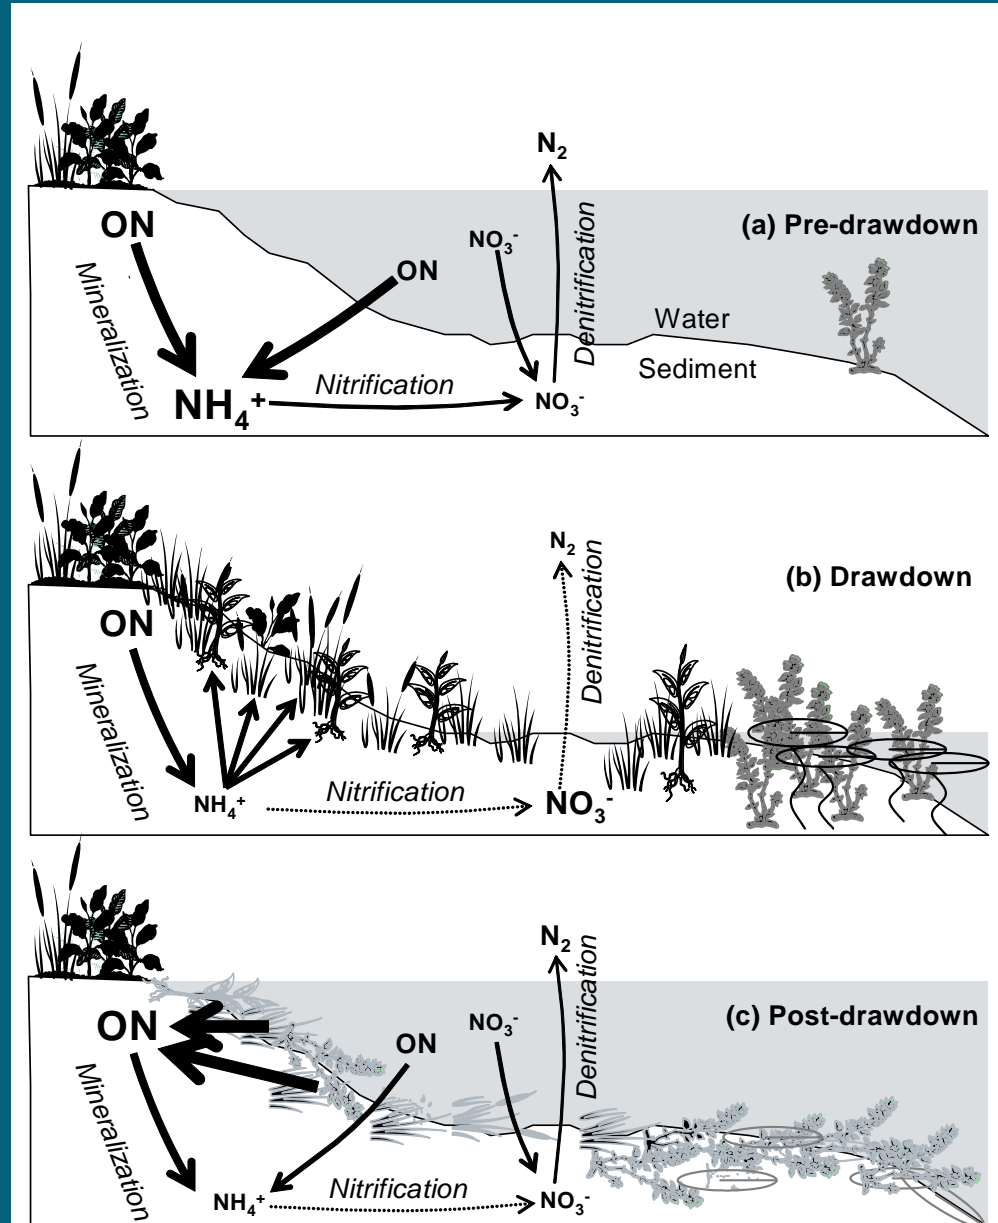 N₂
(a) Pre-drawdown
ON
NO₃⁻
ON
Mineralization
Denitrification
Water
Sediment
Nitrification
NH₄⁺
NO₃⁻
N₂
(b) Drawdown
ON
Mineralization
Denitrification
Nitrification
NH₄⁺
NO₃⁻
N₂
(c) Post-drawdown
ON
NO₃⁻
ON
Mineralization
Denitrification
Nitrification
NH₄⁺
NO₃⁻